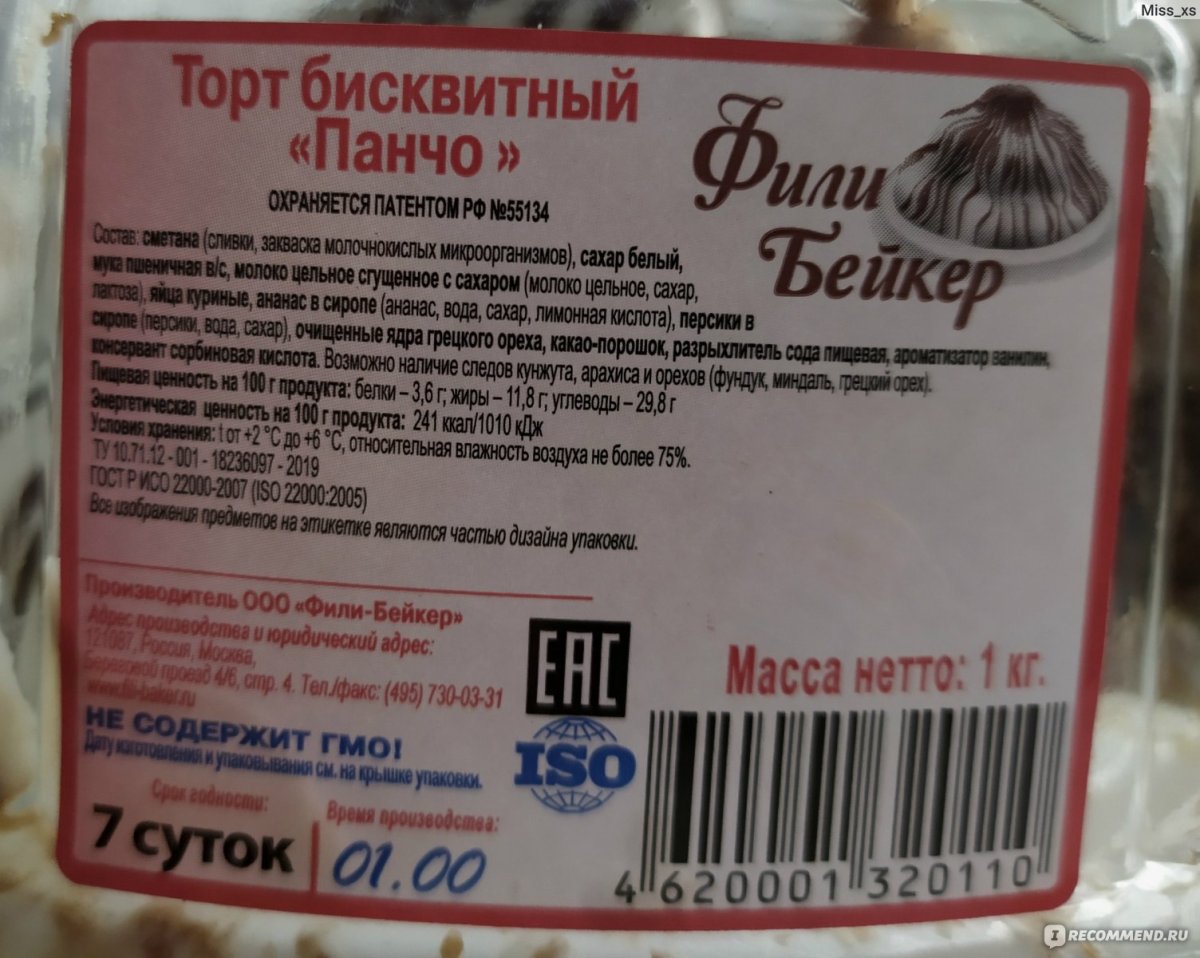 Miss_xs
Торт бисквитный
«Панчо »
Фили
Бейкер
ОХРАНЯЕТСЯ ПАТЕНТОМ РФ №55134
Состав: сметана (сливки, закваска молочнокислых микроорганизмов), сахар белый,
мука пшеничная в/с, молоко цельное сгущенное с сахаром (молоко цельное, сахар,
лактоза), яйца куриные, ананас в сиропе (ананас, вода, сахар, лимонная кислота), персики в
сиропе (персики, вода, сахар), очищенные ядра грецкого ореха, какао-порошок, разрыхлитель сода пищевая, ароматизатор ванилин,
консервант сорбиновая кислота. Возможно наличие следов кунжута, арахиса и орехов (фундук, миндаль, грецкий орех).
Пищевая ценность на 100 г продукта: белки – 3,6 г; жиры – 11,8 г; углеводы – 29,8 г
Энергетическая ценность на 100 г продукта: 241 ккал/1010 кДж
Условия хранения: t от +2 °С до +6 °С, относительная влажность воздуха не более 75%.
ТУ 10.71.12 - 001 - 18236097 - 2019
ГОСТ Р ИСО 22000-2007 (ISO 22000:2005)
Все изображения предметов на этикетке являются частью дизайна упаковки.
Производитель ООО «Фили-Бейкер»
Адрес производства и юридический адрес:
121087, Россия, Москва,
Береговой проезд 4/6, стр. 4. Тел./факс: (495) 730-03-31
www.fili-baker.ru
НЕ СОДЕРЖИТ ГМО!
Дату изготовления и упаковывания см. на крышке упаковки.
Срок годности:
7 суток
Время производства:
01.00
EAC
ISO
Масса нетто: 1 кг.
4 620001 320110
IRECOMMEND.RU